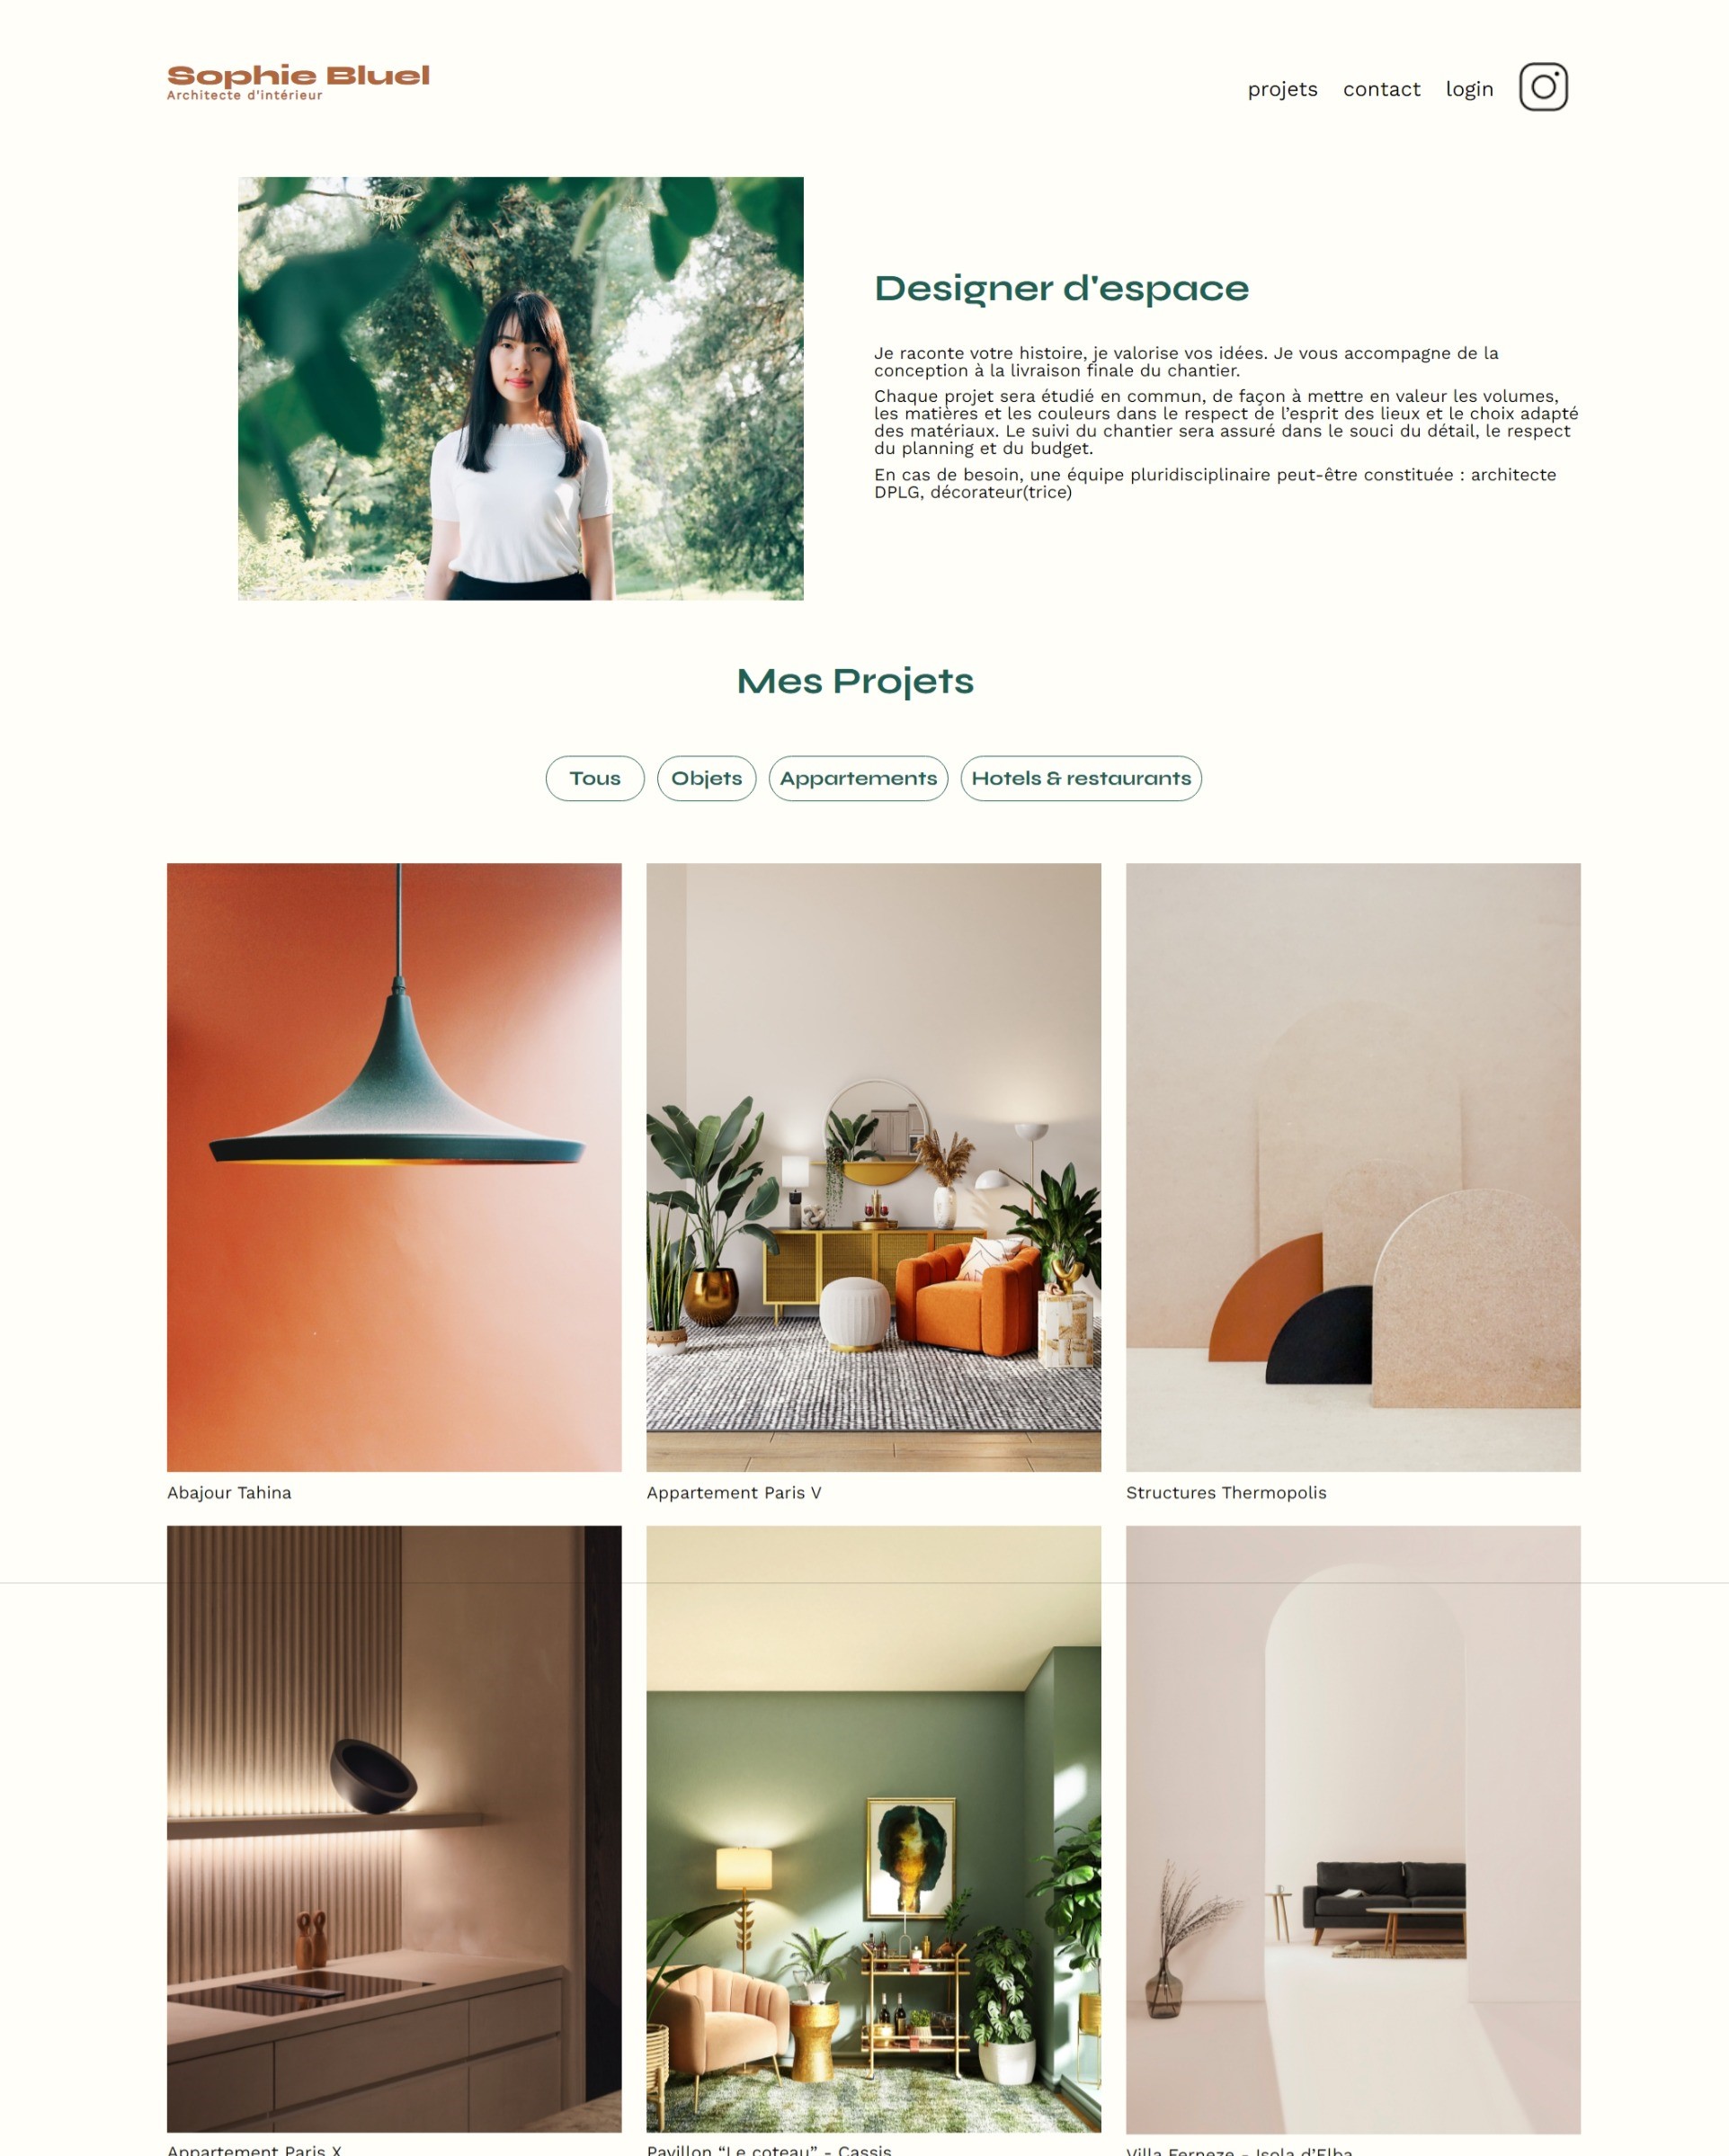 Sophie Bluel
Architecte d'intérieur
projets contact login
Designer d'espace
Je raconte votre histoire, je valorise vos idées. Je vous accompagne de la
conception à la livraison finale du chantier.
Chaque projet sera étudié en commun, de façon à mettre en valeur les volumes,
les matières et les couleurs dans le respect de l’esprit des lieux et le choix adapté
des matériaux. Le suivi du chantier sera assuré dans le souci du détail, le respect
du planning et du budget.
En cas de besoin, une équipe pluridisciplinaire peut-être constituée : architecte
DPLG, décorateur(trice)
Mes Projets
Tous Objets Appartements Hotels & restaurants
Abajour Tahina
Appartement Paris V
Structures Thermopolis
Appartement Paris X
Pavillon “Le coteau” - Cassis
Villa Ferneze - Isola d’Elba